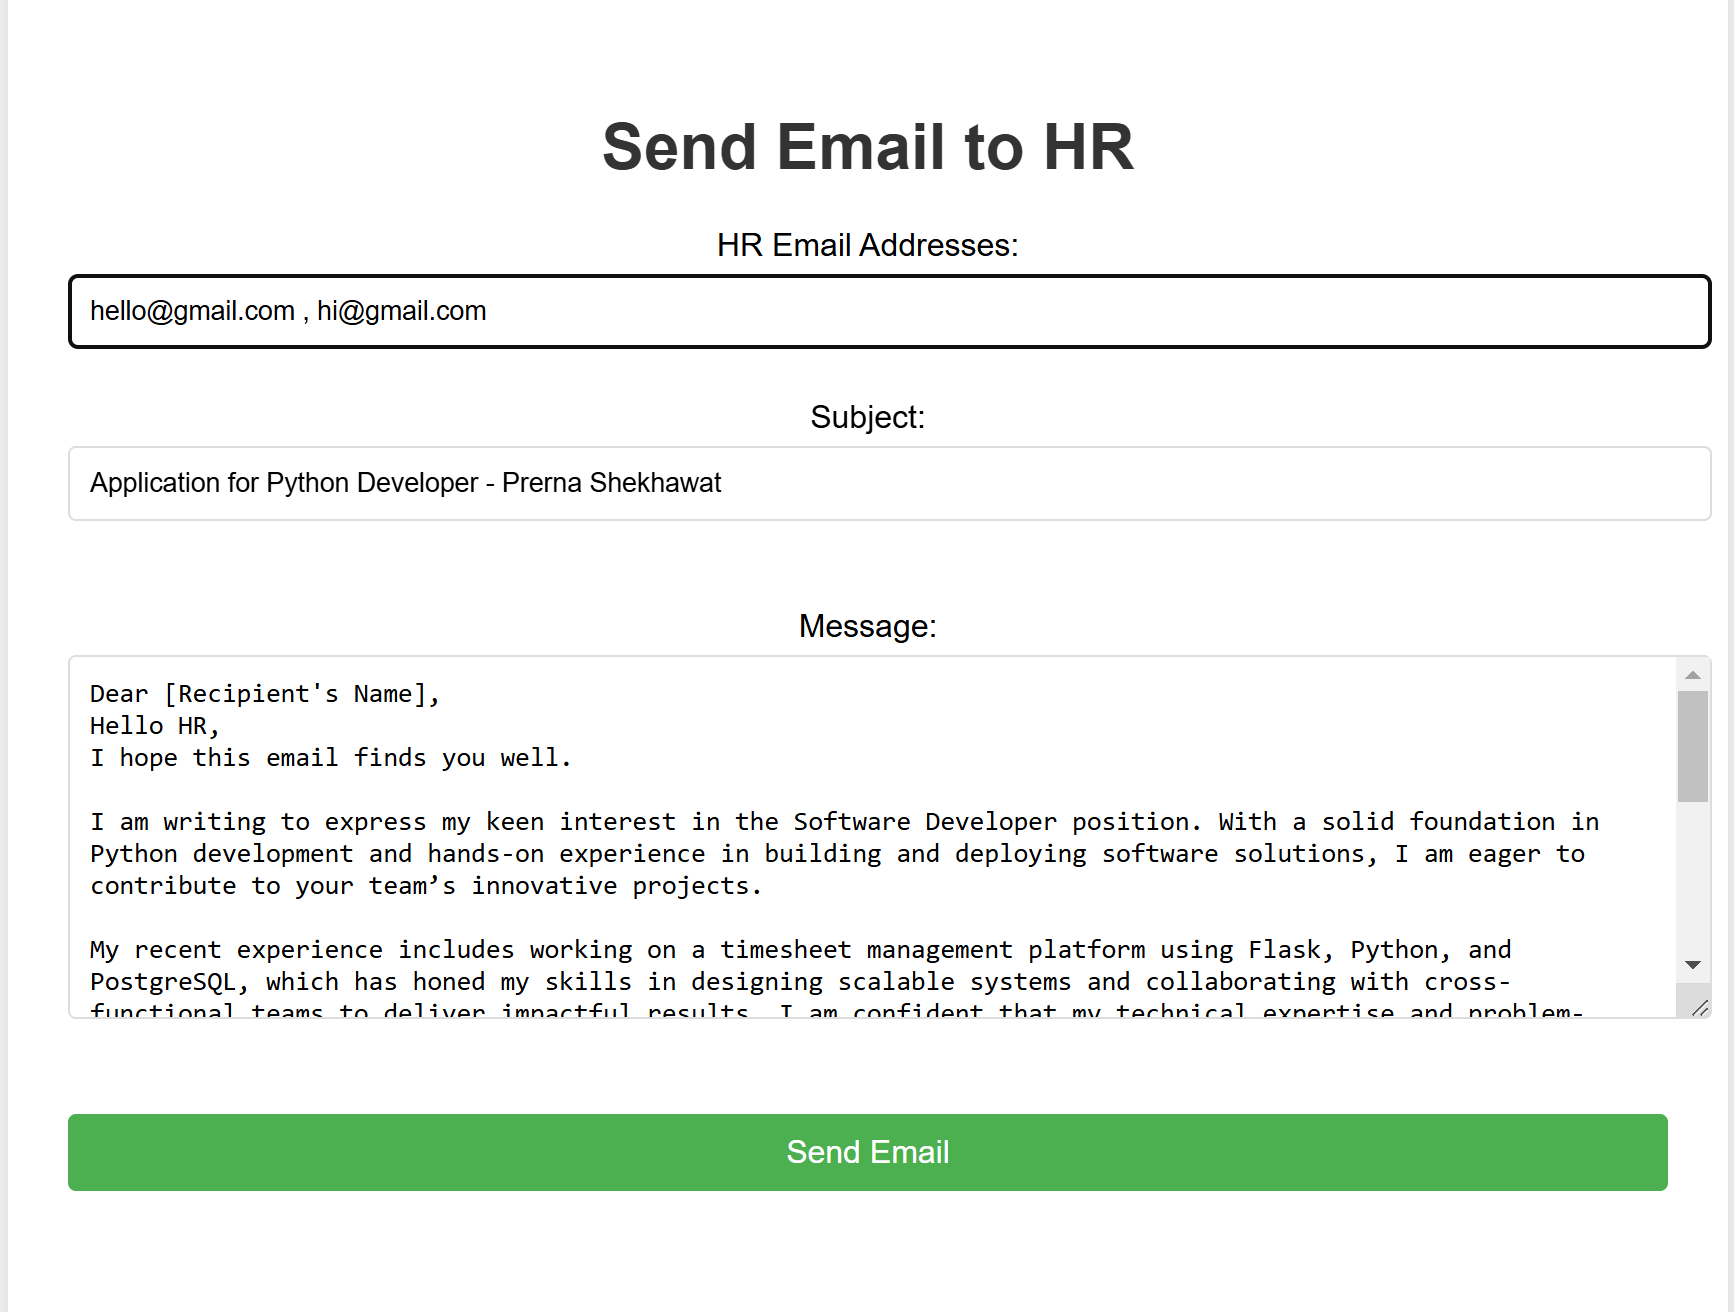 Send Email to HR
HR Email Addresses:
hello@gmail.com , hi@gmail.com
Subject:
Application for Python Developer - Prerna Shekhawat
Message:
Dear [Recipient's Name],
Hello HR,
I hope this email finds you well.
I am writing to express my keen interest in the Software Developer position. With a solid foundation in
Python development and hands-on experience in building and deploying software solutions, I am eager to
contribute to your team’s innovative projects.
My recent experience includes working on a timesheet management platform using Flask, Python, and
PostgreSQL, which has honed my skills in designing scalable systems and collaborating with cross-
functional teams to deliver impactful results. I am confident that my technical expertise and problem-
Send Email